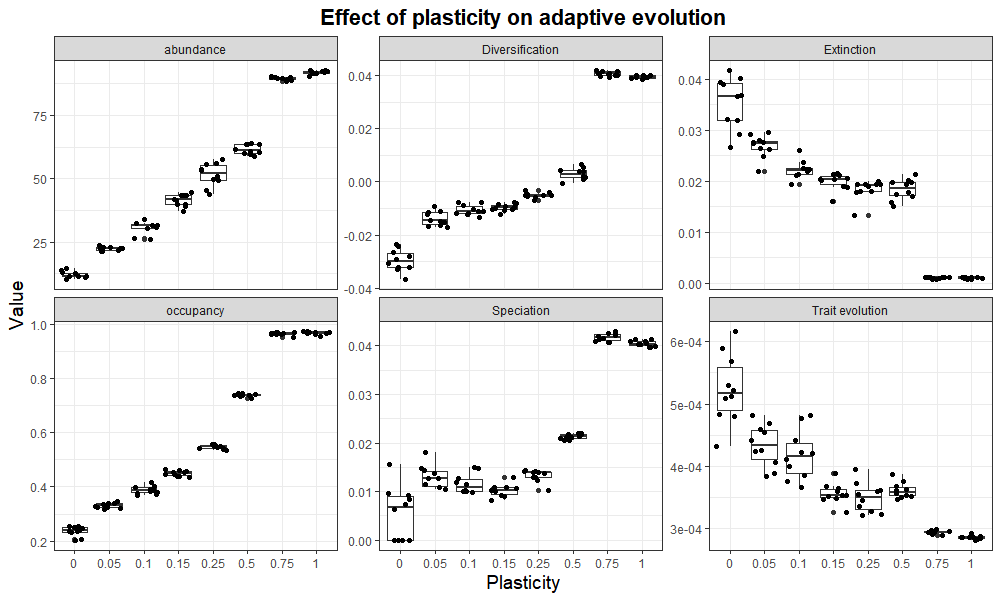 Effect of plasticity on adaptive evolution
abundance
Diversification
Extinction
75
50
25
0.04
0.02
0.00
-0.02
-0.04
0.04
0.03
0.02
0.01
0.00
Value
occupancy
Speciation
Trait evolution
1.0
0.8
0.6
0.4
0.2
0.04
0.03
0.02
0.01
0.00
6e-04
5e-04
4e-04
3e-04
0 0.05 0.1 0.15 0.25 0.5 0.75 1
0 0.05 0.1 0.15 0.25 0.5 0.75 1
0 0.05 0.1 0.15 0.25 0.5 0.75 1
Plasticity